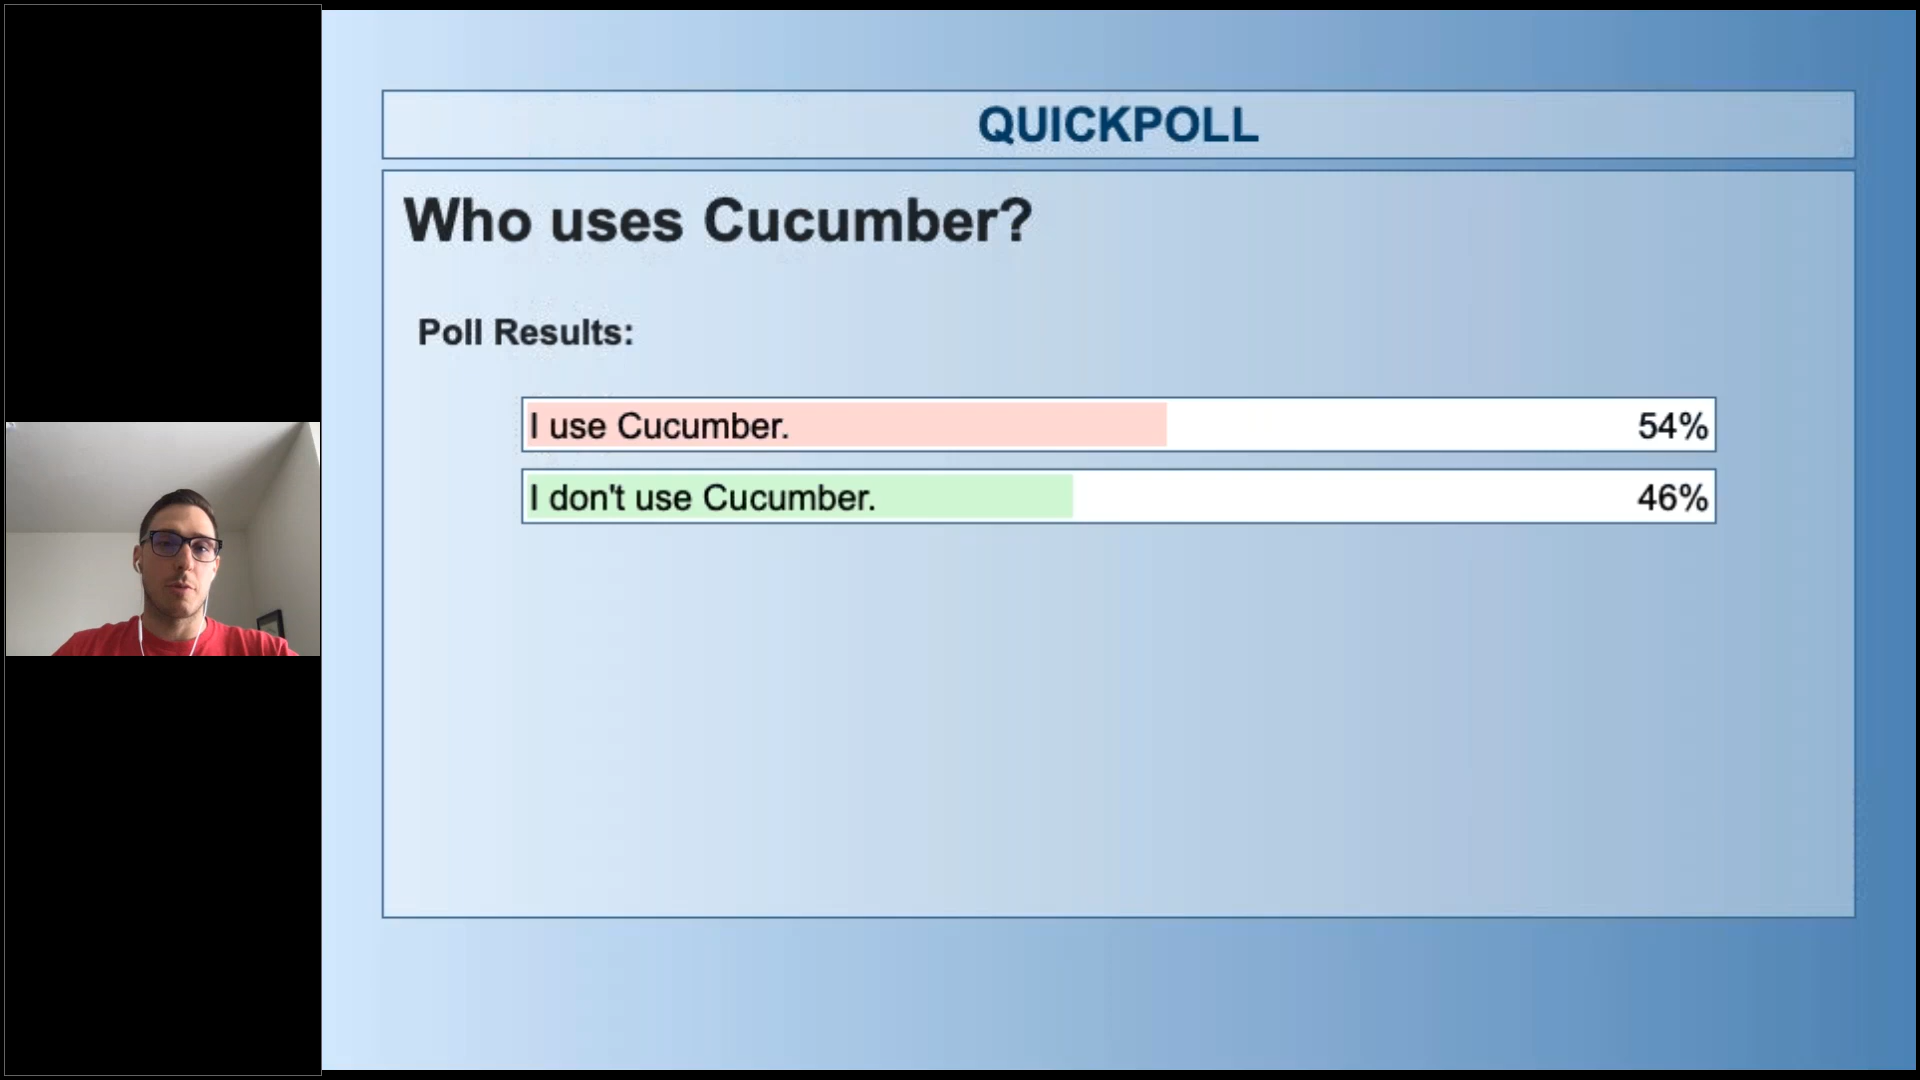 QUICKPOLL
Who uses Cucumber?
Poll Results:
I use Cucumber. 54%
I don't use Cucumber. 46%